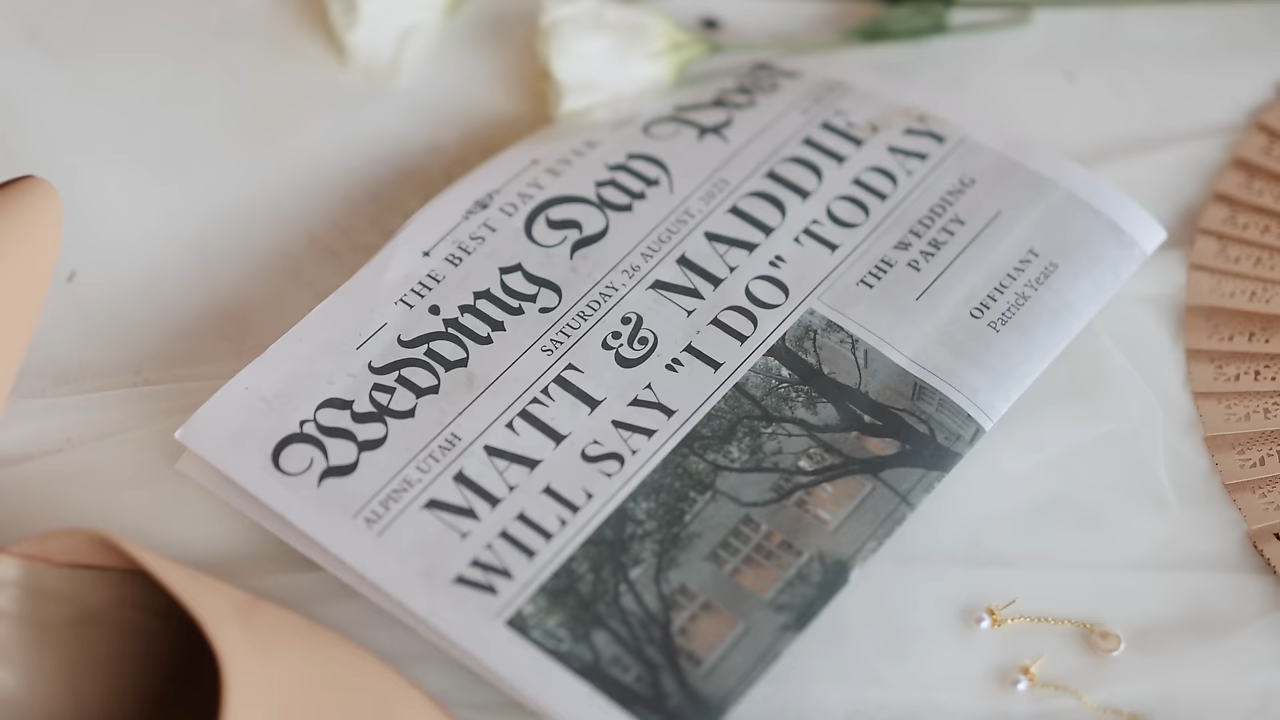 THE BEST DAY EVER
Wedding Day Post
ALPINE, UTAH
SATURDAY, 26 AUGUST, 2023
MATT & MADDIE
WILL SAY "I DO" TODAY
THE WEDDING
PARTY
OFFICIANT
Patrick Yeats